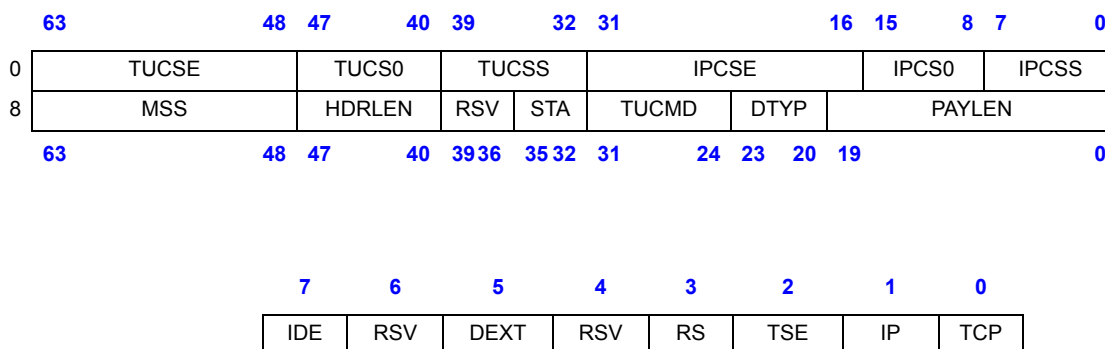 63 48 47 40 39 32 31 16 15 8 7 0
0 TUCSE TUCS0 TUCSS IPCSE IPCS0 IPCSS
8 MSS HDRLEN RSV STA TUCMD DTYP PAYLEN
63 48 47 40 39 36 35 32 31 24 23 20 19 0
7 6 5 4 3 2 1 0
IDE RSV DEXT RSV RS TSE IP TCP